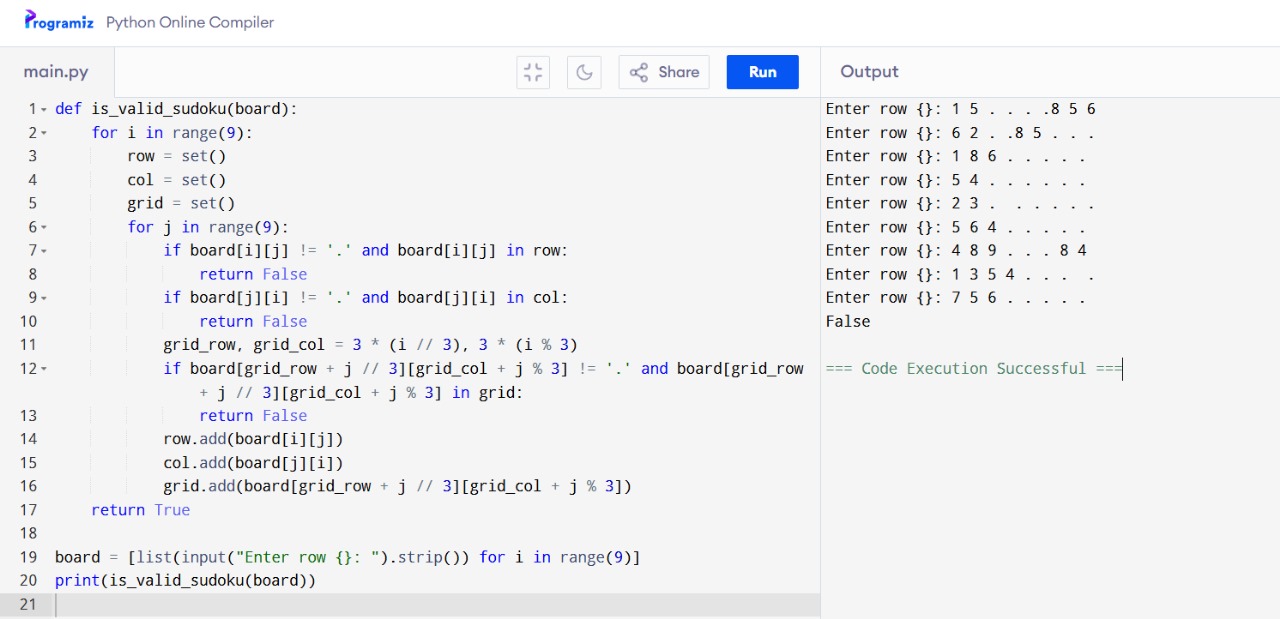 Programiz Python Online Compiler
main.py Share Run Output
1 def is_valid_sudoku(board):
2     for i in range(9):
3         row = set()
4         col = set()
5         grid = set()
6         for j in range(9):
7             if board[i][j] != '.' and board[i][j] in row:
8                 return False
9             if board[j][i] != '.' and board[j][i] in col:
10                 return False
11             grid_row, grid_col = 3 * (i // 3), 3 * (i % 3)
12             if board[grid_row + j // 3][grid_col + j % 3] != '.' and board[grid_row
+ j // 3][grid_col + j % 3] in grid:
13                 return False
14             row.add(board[i][j])
15             col.add(board[j][i])
16             grid.add(board[grid_row + j // 3][grid_col + j % 3])
17     return True
18
19 board = [list(input("Enter row {}: ").strip()) for i in range(9)]
20 print(is_valid_sudoku(board))
21
Enter row {}: 1 5 . . . .8 5 6
Enter row {}: 6 2 . .8 5 . . .
Enter row {}: 1 8 6 . . . . .
Enter row {}: 5 4 . . . . . .
Enter row {}: 2 3 .  . . . . .
Enter row {}: 5 6 4 . . . . .
Enter row {}: 4 8 9 . . . 8 4
Enter row {}: 1 3 5 4 . . .  .
Enter row {}: 7 5 6 . . . . .
False
=== Code Execution Successful ===